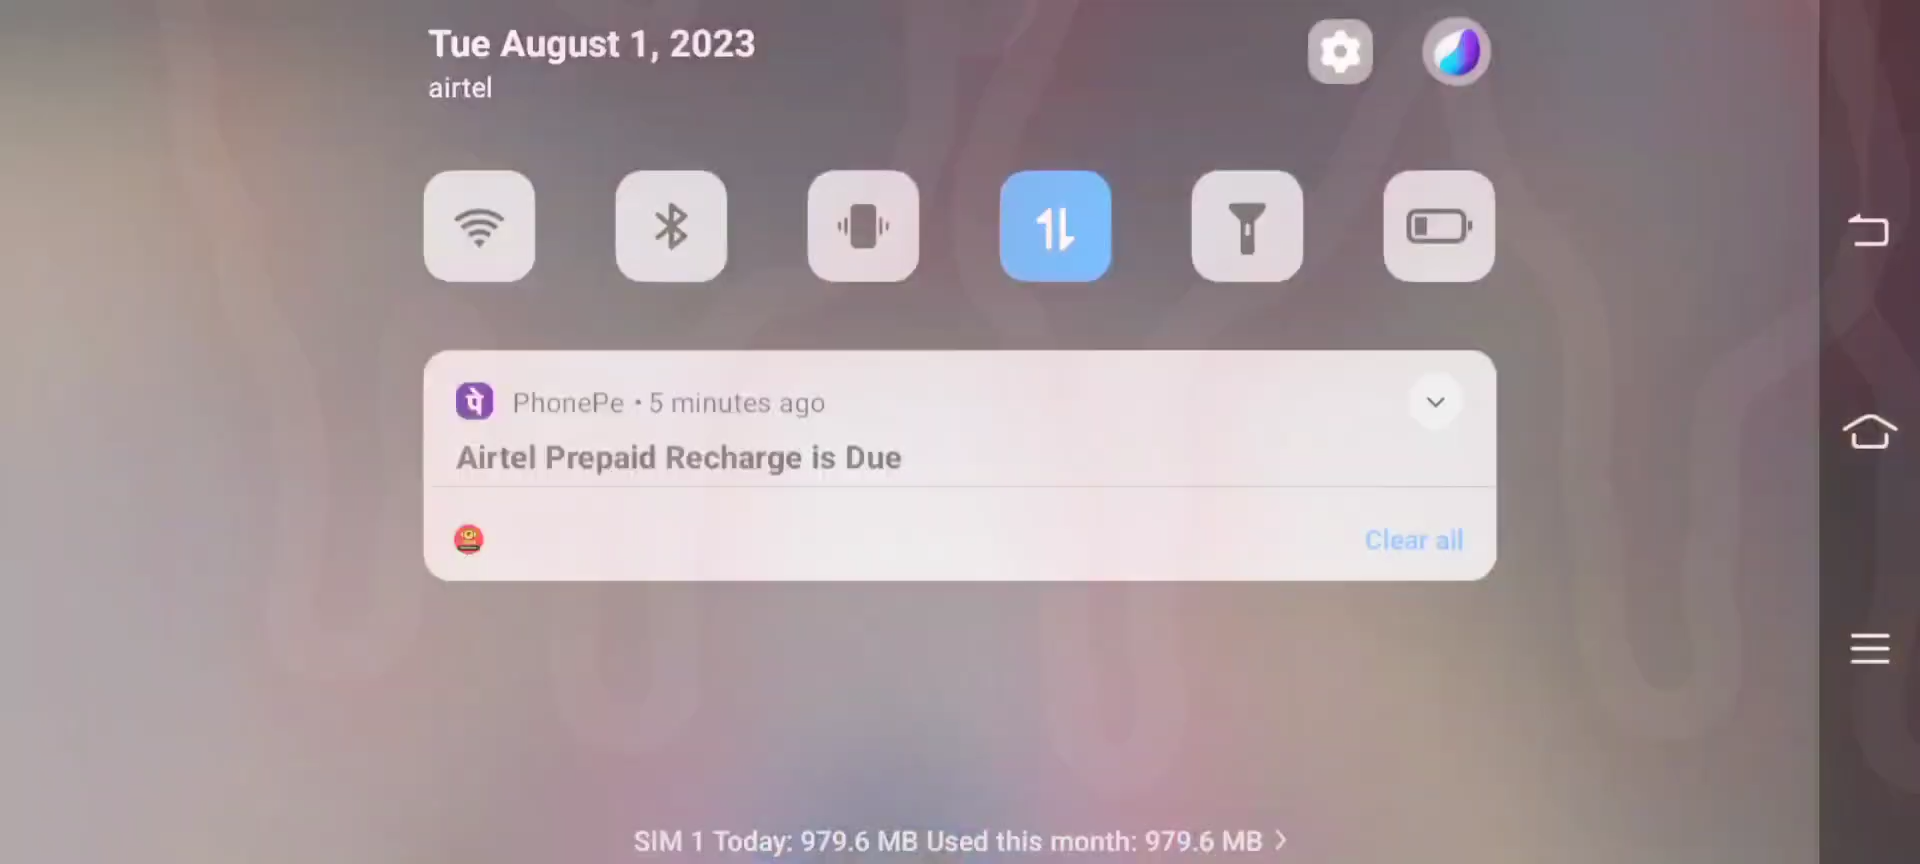 Tue August 1, 2023
airtel
पे PhonePe • 5 minutes ago
Airtel Prepaid Recharge is Due
Clear all
SIM 1 Today: 979.6 MB Used this month: 979.6 MB